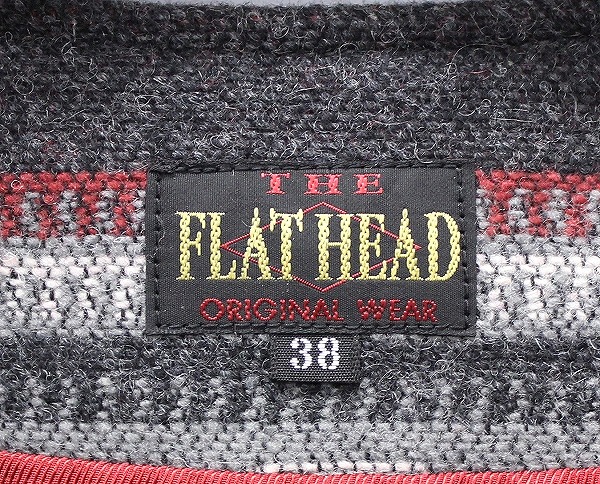 THE
FLAT HEAD
ORIGINAL WEAR
38